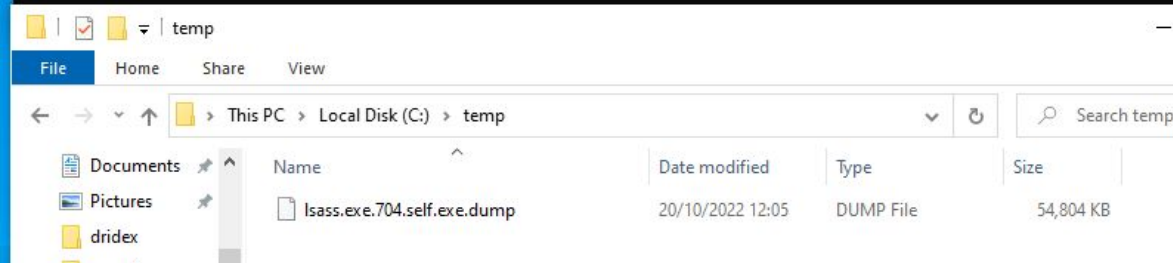 temp
File Home Share View
This PC > Local Disk (C:) > temp
Search temp
Documents
Pictures
dridex
Name Date modified Type Size
lsass.exe.704.self.exe.dump 20/10/2022 12:05 DUMP File 54,804 KB